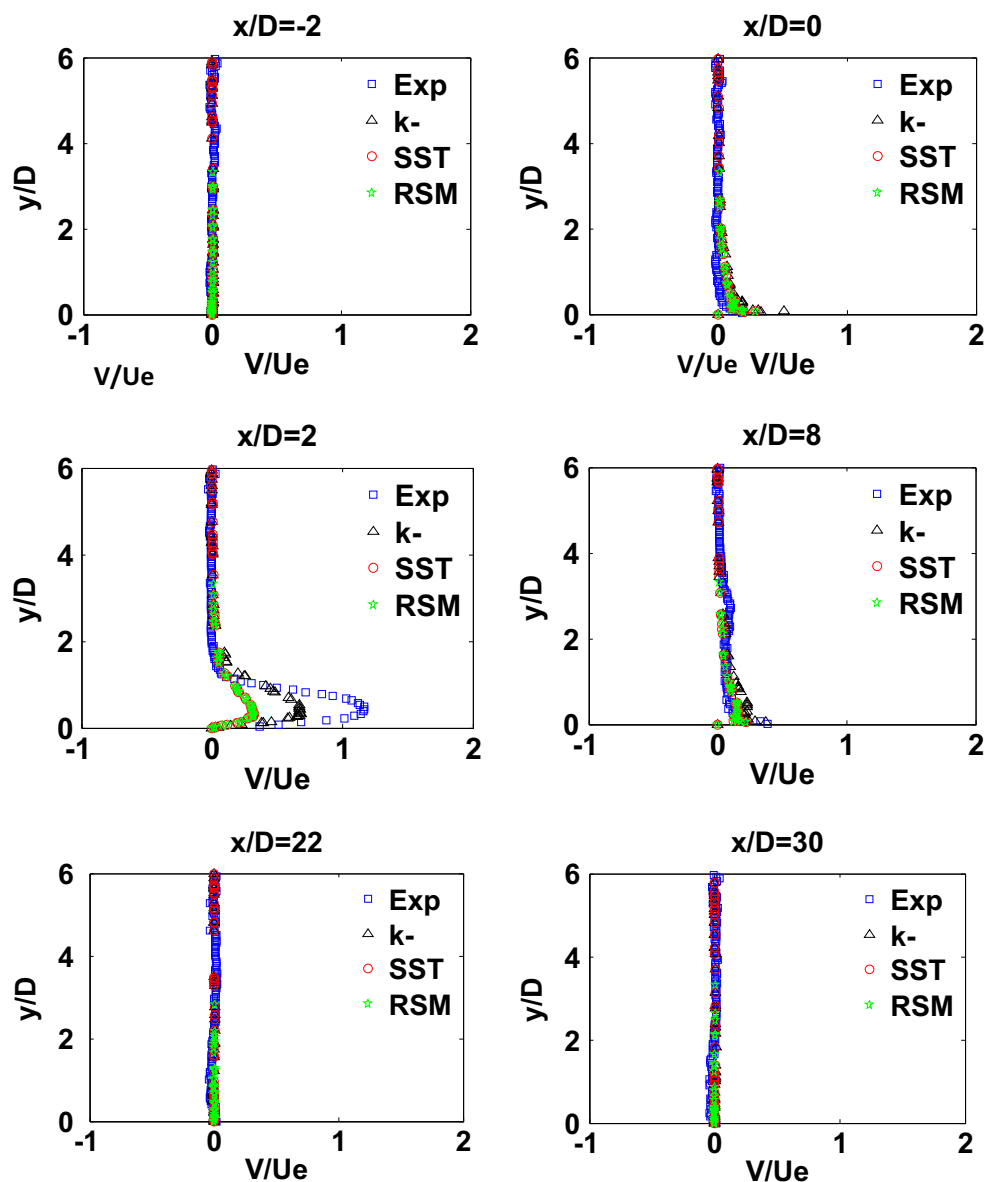 x/D=-2
6
4
2
0
y/D
-1
0
1
2
V/Ue
V/Ue
Exp
k-
SST
RSM
x/D=0
6
4
2
0
y/D
-1
0
1
2
V/Ue
V/Ue
Exp
k-
SST
RSM
x/D=2
6
4
2
0
y/D
-1
0
1
2
V/Ue
Exp
k-
SST
RSM
x/D=8
6
4
2
0
y/D
-1
0
1
2
V/Ue
Exp
k-
SST
RSM
x/D=22
6
4
2
0
y/D
-1
0
1
2
V/Ue
Exp
k-
SST
RSM
x/D=30
6
4
2
0
y/D
-1
0
1
2
V/Ue
Exp
k-
SST
RSM